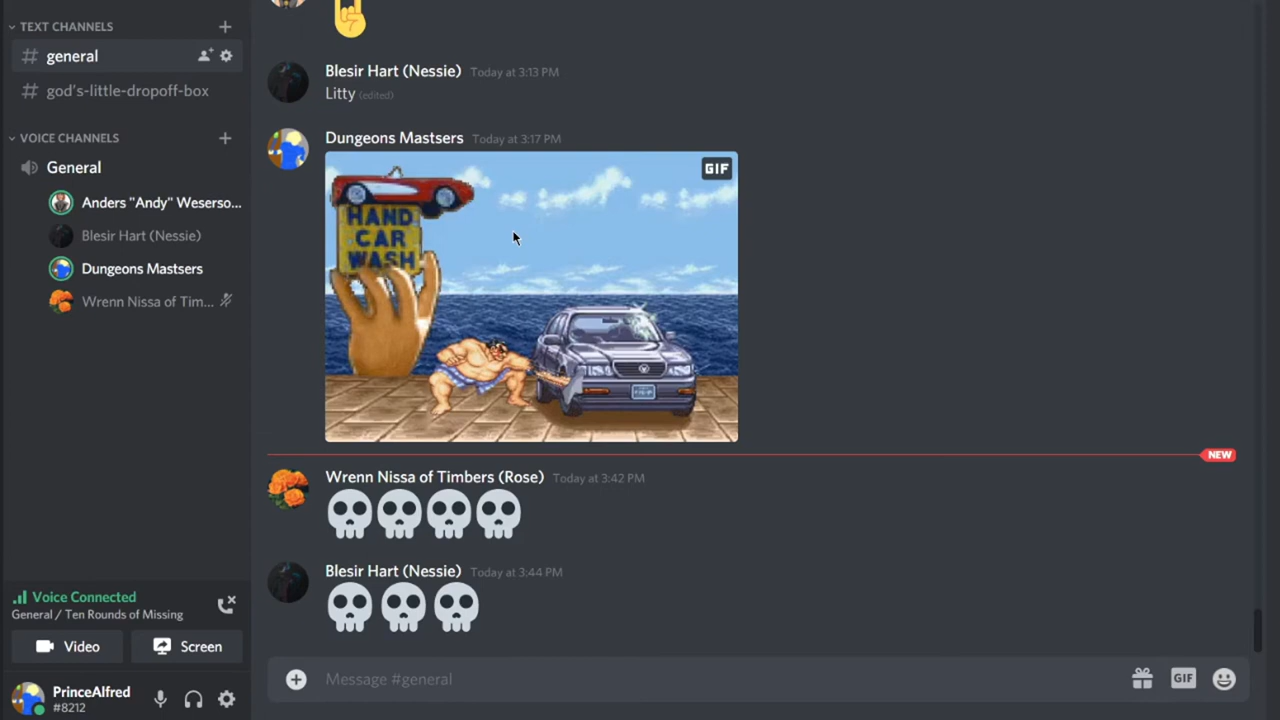 TEXT CHANNELS
general
god's-little-dropoff-box
VOICE CHANNELS
General
Anders "Andy" Weserso...
Blesir Hart (Nessie)
Dungeons Mastsers
Wrenn Nissa of Tim...
Voice Connected
General / Ten Rounds of Missing
Video
Screen
PrinceAlfred
#8212
Blesir Hart (Nessie) Today at 3:13 PM
Litty (edited)
Dungeons Mastsers Today at 3:17 PM
GIF
HAND
CAR
WASH
NEW
Wrenn Nissa of Timbers (Rose) Today at 3:42 PM
Blesir Hart (Nessie) Today at 3:44 PM
Message #general
GIF